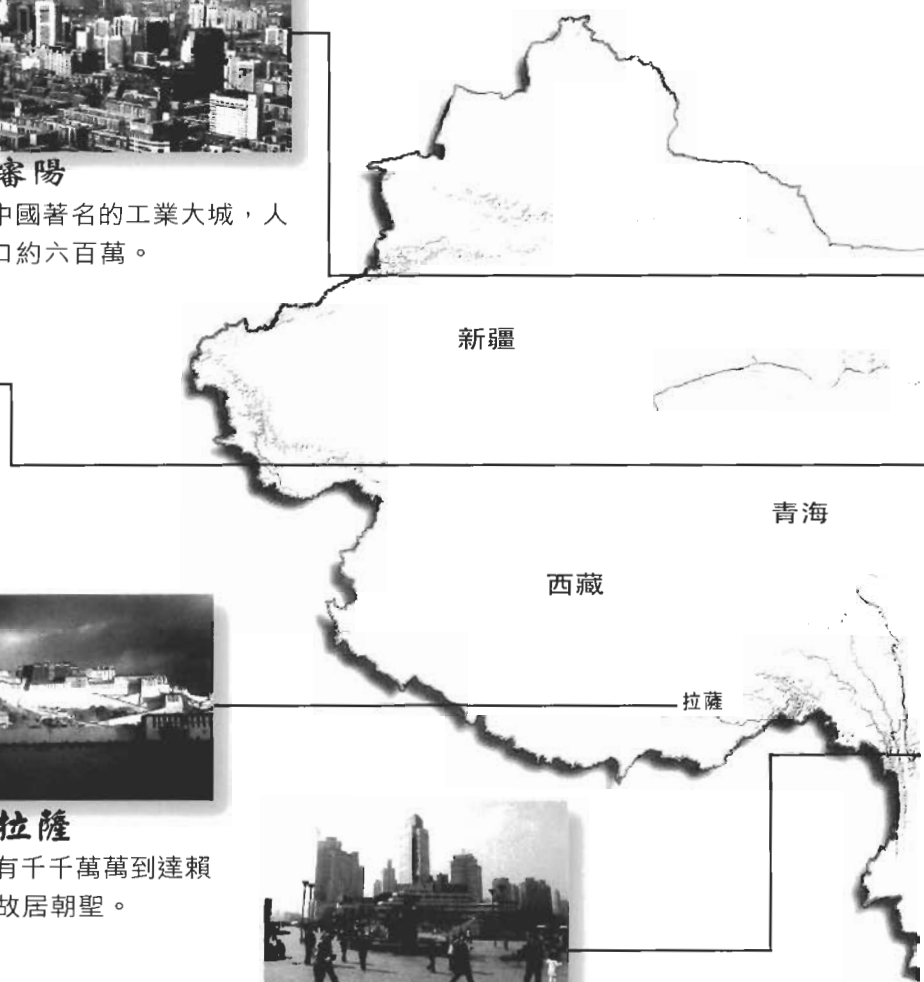 審陽
中國著名的工業大城，人
口約六百萬。
新疆
青海
西藏
拉薩
拉薩
有千千萬萬到達賴
故居朝聖。